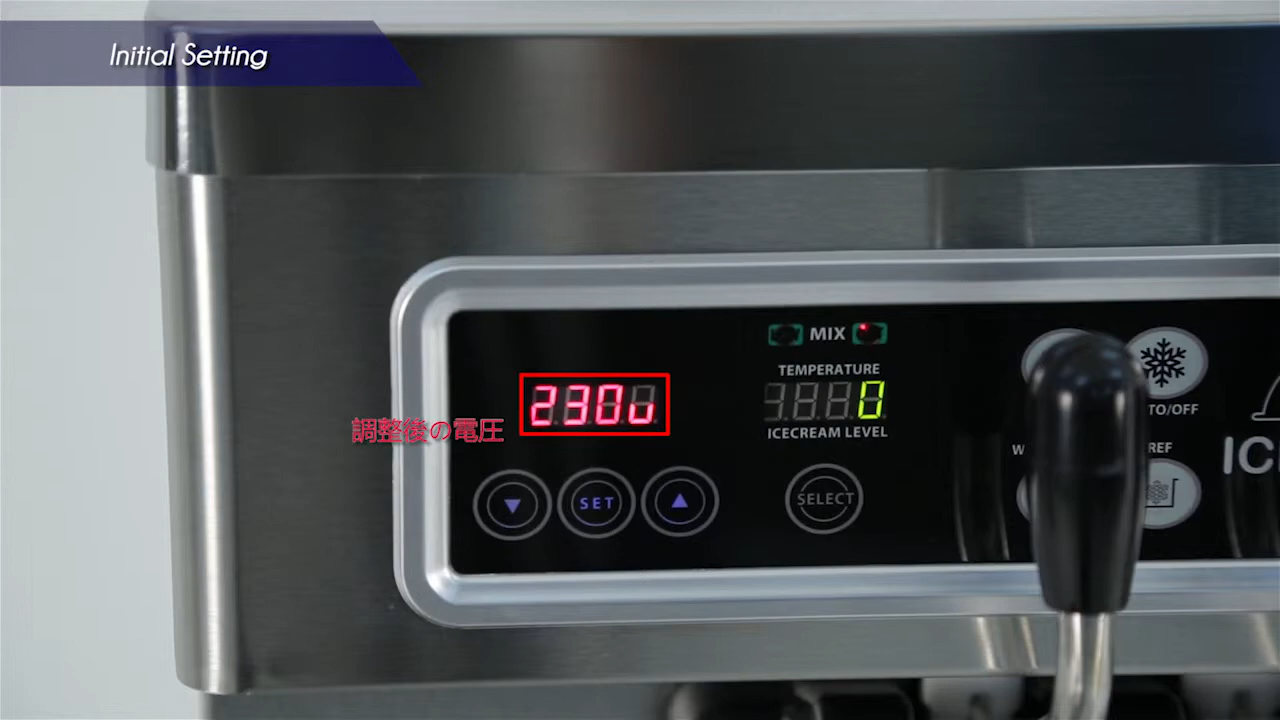 Initial Setting
MIX
TEMPERATURE
230u
0
調整後の電圧
ICECREAM LEVEL
TO/OFF
REF
SET
SELECT